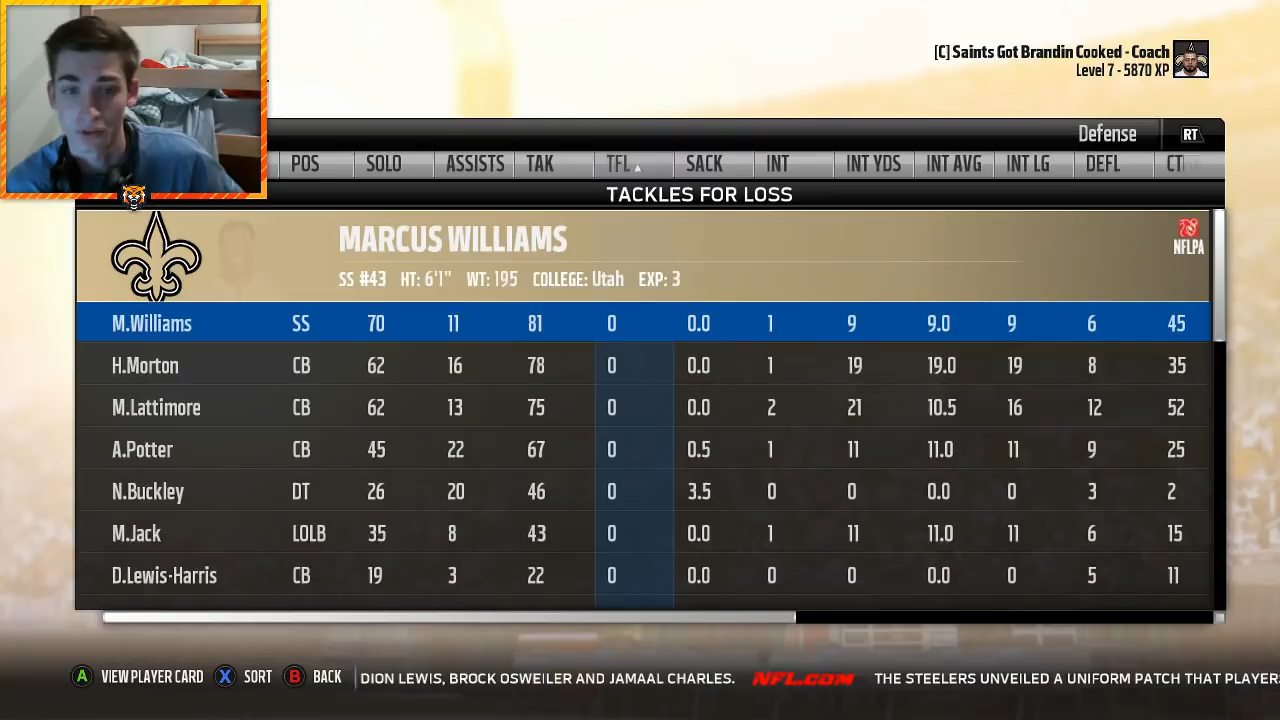 [C] Saints Got Brandin Cooked - Coach
Level 7 - 5870 XP
Defense RT
POS SOLO ASSISTS TAK TFL SACK INT INT YDS INT AVG INT LG DEFL
TACKLES FOR LOSS
MARCUS WILLIAMS
NFLPA
SS #43 HT: 6'1" WT: 195 COLLEGE: Utah EXP: 3
M.Williams SS 70 11 81 0 0.0 1 9 9.0 9 6 45
H.Morton CB 62 16 78 0 0.0 1 19 19.0 19 8 35
M.Lattimore CB 62 13 75 0 0.0 2 21 10.5 16 12 52
A.Potter CB 45 22 67 0 0.5 1 11 11.0 11 9 25
N.Buckley DT 26 20 46 0 3.5 0 0 0.0 0 3 2
M.Jack LOLB 35 8 43 0 0.0 1 11 11.0 11 6 15
D.Lewis-Harris CB 19 3 22 0 0.0 0 0 0.0 0 5 11
A VIEW PLAYER CARD X SORT B BACK DION LEWIS, BROCK OSWEILER AND JAMAAL CHARLES. NFL.COM THE STEELERS UNVEILED A UNIFORM PATCH THAT PLAYER